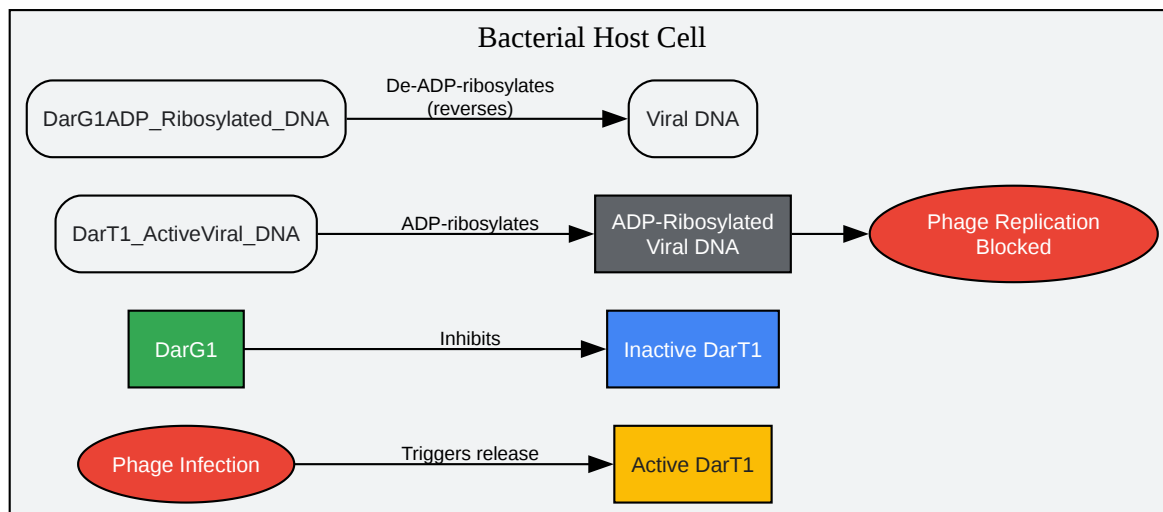 Bacterial Host Cell
De-ADP-ribosylates
(reverses)
DarG1ADP_Ribosylated_DNA
Viral DNA
DarT1_ActiveViral_DNA
ADP-ribosylates
ADP-Ribosylated
Viral DNA
Phage Replication
Blocked
DarG1
Inhibits
Inactive DarT1
Phage Infection
Triggers release
Active DarT1